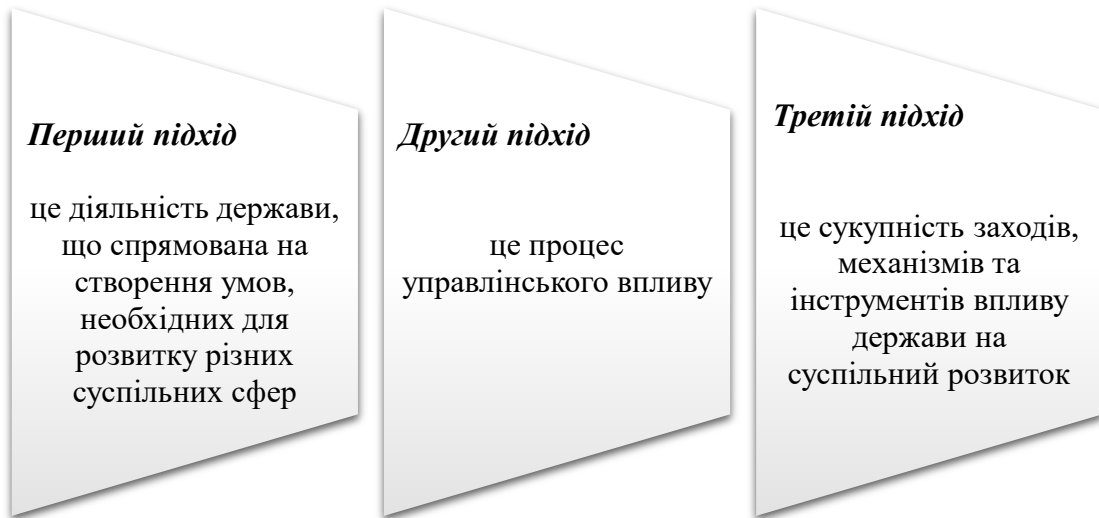 Перший підхід
це діяльність держави,
що спрямована на
створення умов,
необхідних для
розвитку різних
суспільних сфер
Другий підхід
це процес
управлінського впливу
Третій підхід
це сукупність заходів,
механізмів та
інструментів впливу
держави на
суспільний розвиток